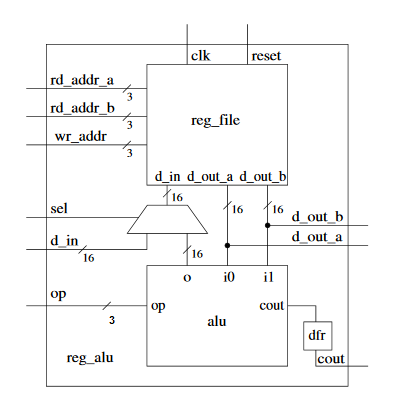 clk reset
rd_addr_a
3
rd_addr_b
3
reg_file
wr_addr
3
d_in d_out_a d_out_b
16
sel
16 16
d_out_b
d_in
16
16
d_out_a
o i0 i1
op
3
op cout
alu
dfr
reg_alu
cout